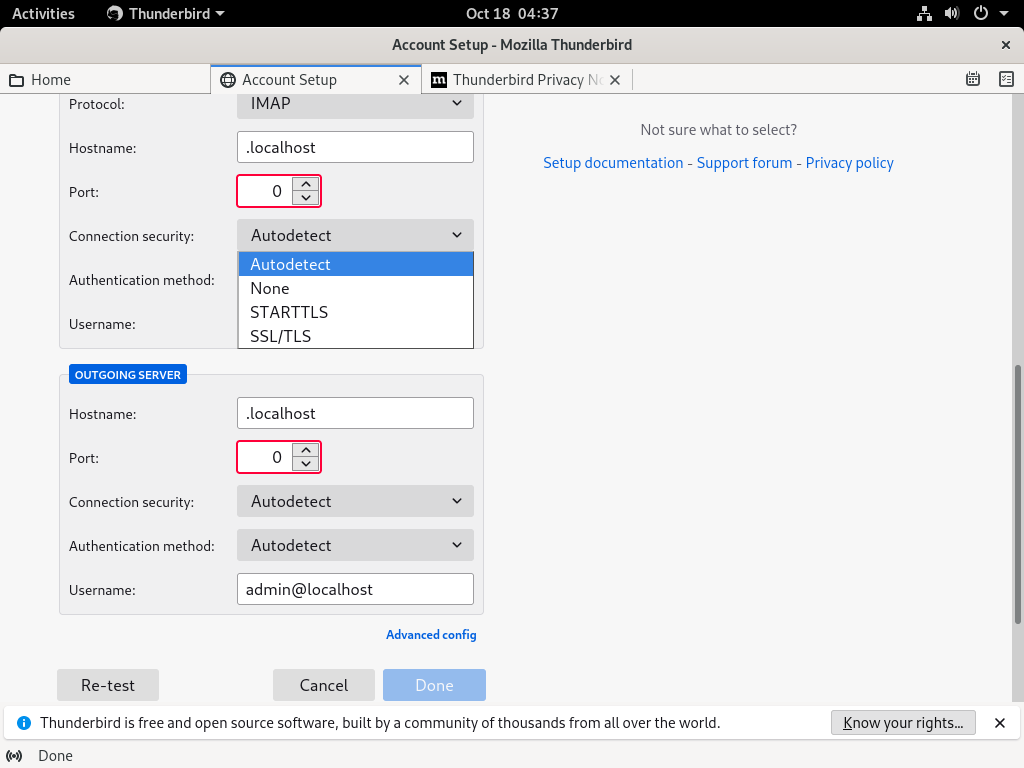 Activities Thunderbird Oct 18 04:37
Account Setup - Mozilla Thunderbird
Home Account Setup Thunderbird Privacy No
Protocol: IMAP
Not sure what to select?
Hostname: .localhost
Setup documentation - Support forum - Privacy policy
Port: 0
Connection security: Autodetect
Autodetect
Authentication method:
None
STARTTLS
Username:
SSL/TLS
OUTGOING SERVER
Hostname: .localhost
Port: 0
Connection security: Autodetect
Authentication method: Autodetect
Username: admin@localhost
Advanced config
Re-test Cancel Done
Thunderbird is free and open source software, built by a community of thousands from all over the world. Know your rights...
Done